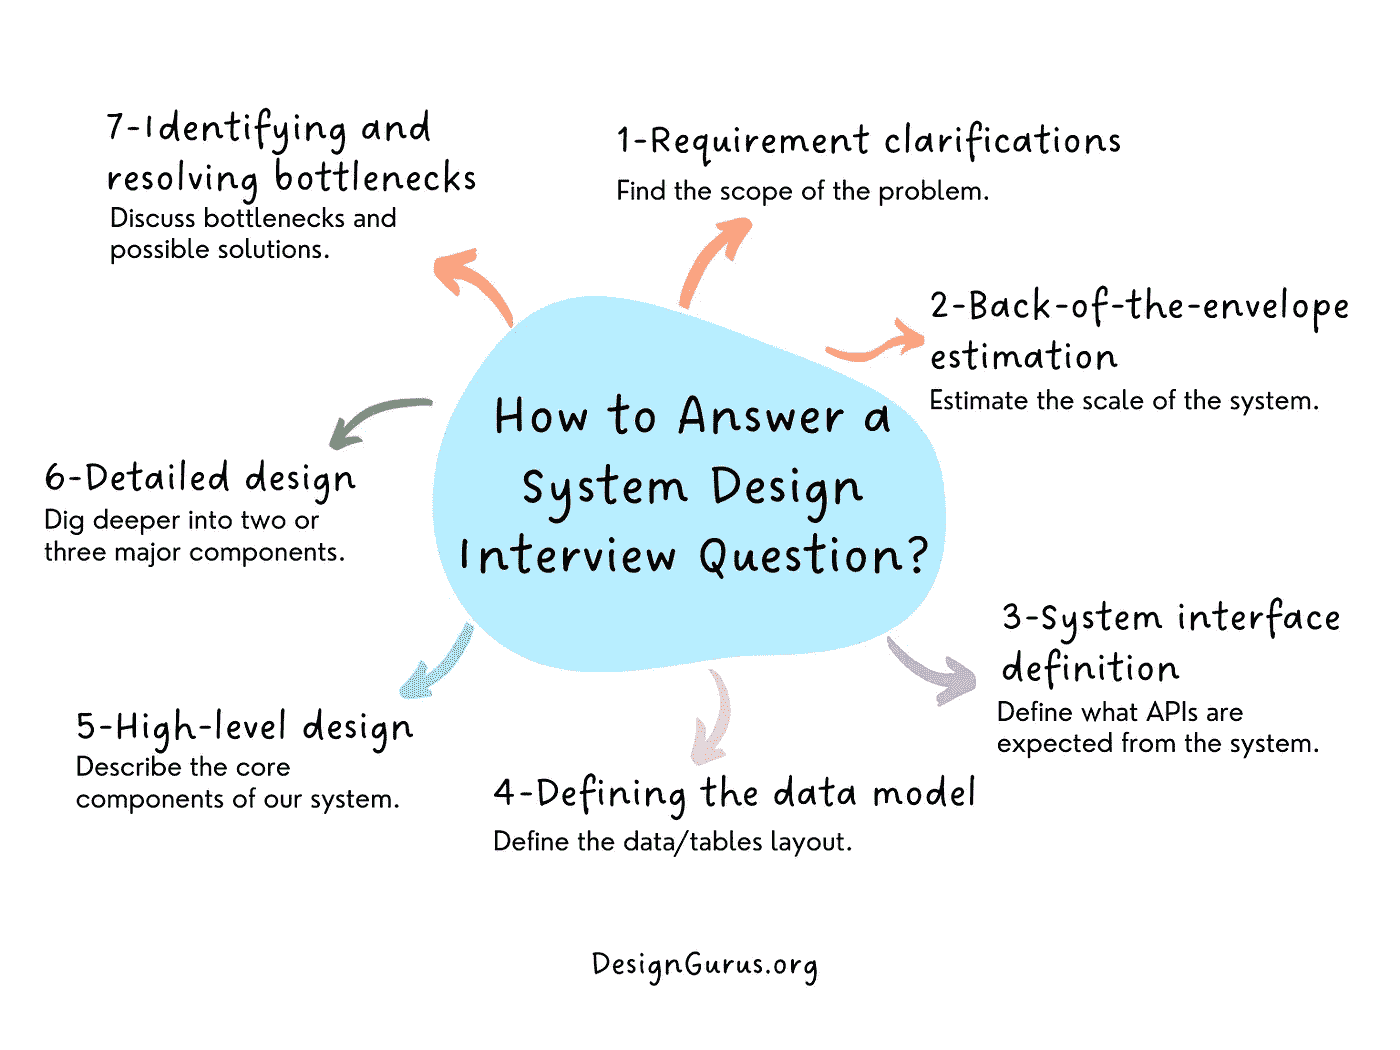 How to Answer a
System Design
Interview Question?
1-Requirement clarifications
Find the scope of the problem.
2-Back-of-the-envelope
estimation
Estimate the scale of the system.
3-System interface
definition
Define what APIs are
expected from the system.
4-Defining the data model
Define the data/tables layout.
5-High-level design
Describe the core
components of our system.
6-Detailed design
Dig deeper into two or
three major components.
7-Identifying and
resolving bottlenecks
Discuss bottlenecks and
possible solutions.
DesignGurus.org